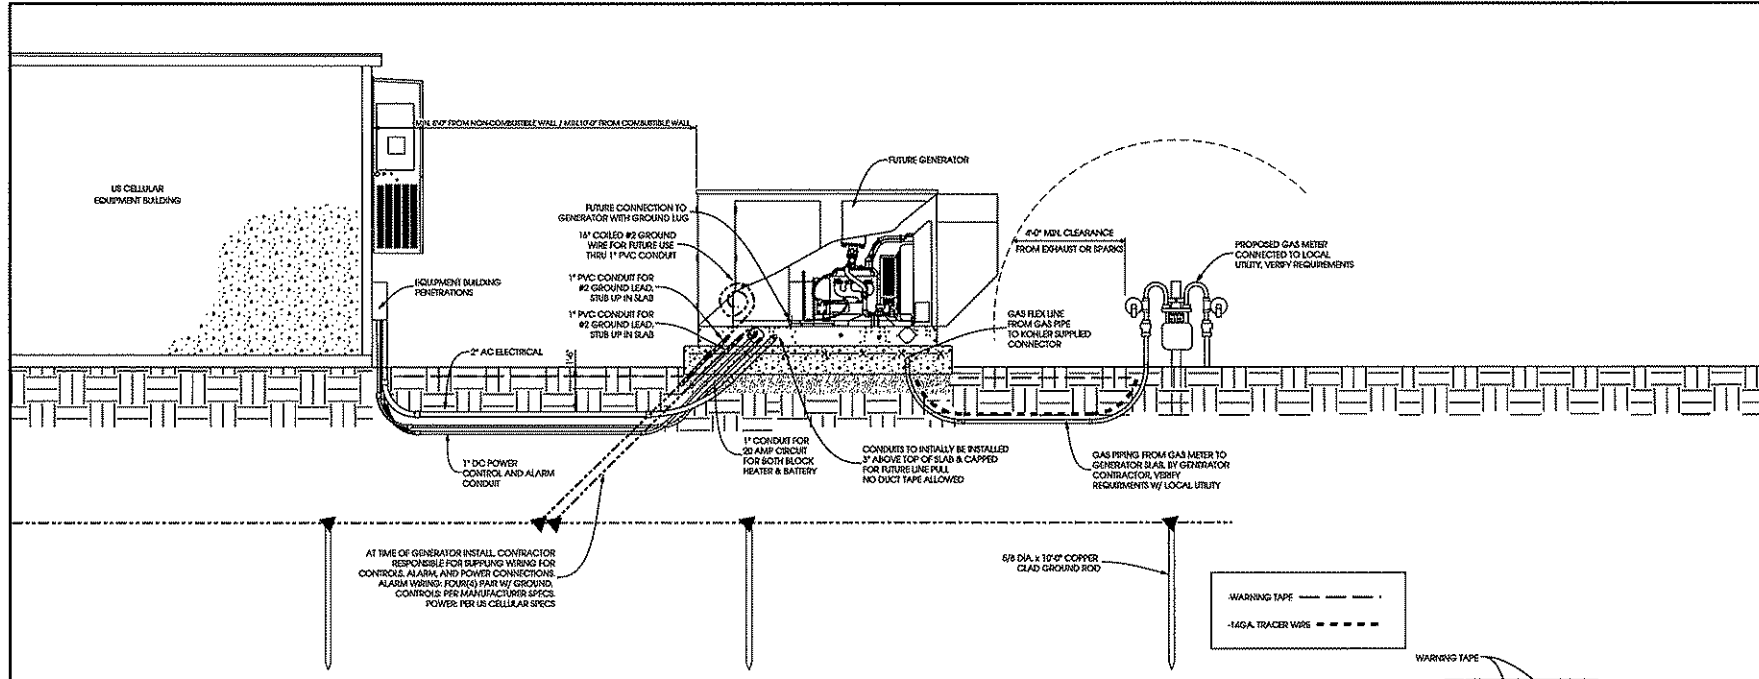 MIN. 5'-0" FROM NON-COMBUSTIBLE WALL / MIN.10'-0" FROM COMBUSTIBLE WALL
US CELLULAR
EQUIPMENT BUILDING
FUTURE GENERATOR
FUTURE CONNECTION TO
GENERATOR WITH GROUND LUG
COILED #2 GROUND
WIRE FOR FUTURE USE
THRU 1" PVC CONDUIT
4'-0" MIN. CLEARANCE
FROM EXHAUST OR SPARKS
PROPOSED GAS METER
CONNECTED TO LOCAL
UTILITY, VERIFY REQUIREMENTS
EQUIPMENT BUILDING
PENETRATIONS
1" PVC CONDUIT FOR
#2 GROUND LEAD,
STUB UP IN SLAB
1" PVC CONDUIT FOR
#2 GROUND LEAD,
STUB UP IN SLAB
GAS FLEX LINE
FROM GAS PIPE
TO KOHLER SUPPLIED
CONNECTOR
2" AC ELECTRICAL
1'-6"
1" DC POWER
CONTROL AND ALARM
CONDUIT
1" CONDUIT FOR
20 AMP CIRCUIT
FOR BOTH BLOCK
HEATER & BATTERY
CONDUITS TO INITIALLY BE INSTALLED
3" ABOVE TOP OF SLAB & CAPPED
FOR FUTURE LINE PULL
NO DUCT TAPE ALLOWED
GAS PIPING FROM GAS METER TO
GENERATOR SLAB, BY GENERATOR
CONTRACTOR, VERIFY
REQUIRMENTS W/ LOCAL UTILITY
AT TIME OF GENERATOR INSTALL, CONTRACTOR
RESPONSIBLE FOR SUPPLING WIRING FOR
CONTROLS, ALARM, AND POWER CONNECTIONS.
ALARM WIRING: FOUR(4) PAIR W/ GROUND,
CONTROLS: PER MANUFACTURER SPECS.
POWER: PER US CELLULAR SPECS
5/8 DIA. x 10'-0" COPPER
CLAD GROUND ROD
-WARNING TAPE
-14GA. TRACER WIRE
WARNING TAPE